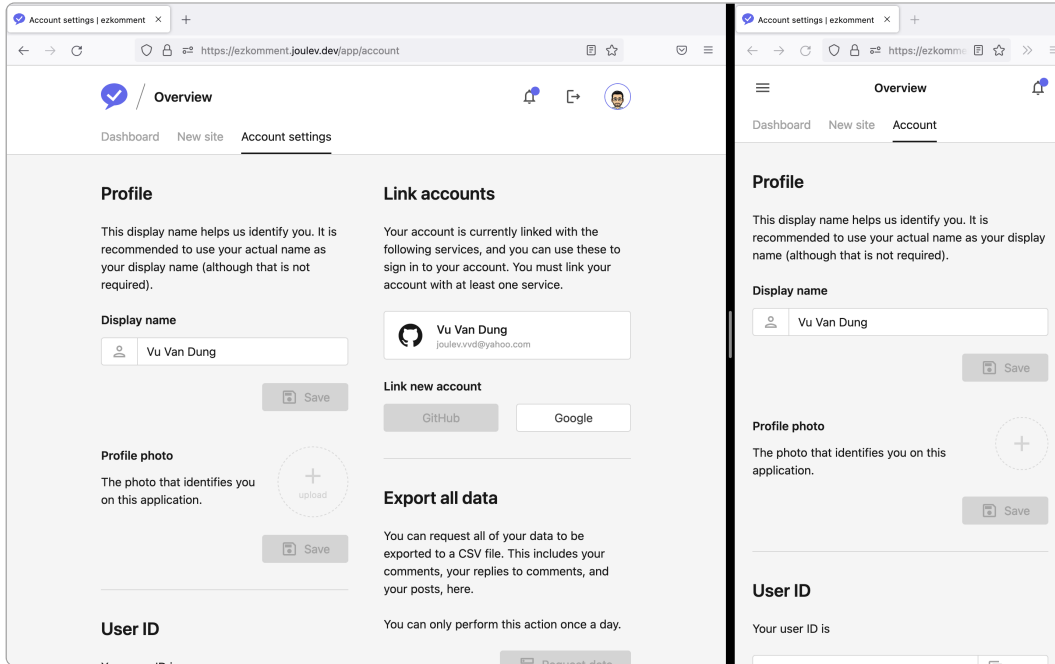 Account settings | ezkomment
https://ezkomment.joulev.dev/app/account
Overview
Dashboard New site Account settings
Profile
This display name helps us identify you. It is
recommended to use your actual name as
your display name (although that is not
required).
Display name
Vu Van Dung
Save
Profile photo
The photo that identifies you
on this application.
upload
Save
User ID
Link accounts
Your account is currently linked with the
following services, and you can use these to
sign in to your account. You must link your
account with at least one service.
Vu Van Dung
joulev.vvd@yahoo.com
Link new account
GitHub Google
Export all data
You can request all of your data to be
exported to a CSV file. This includes your
comments, your replies to comments, and
your posts, here.
You can only perform this action once a day.
Request data
Account settings | ezkomment
https://ezkomme
Overview
Dashboard New site Account
Profile
This display name helps us identify you. It is
recommended to use your actual name as your display
name (although that is not required).
Display name
Vu Van Dung
Save
Profile photo
The photo that identifies you on this
application.
Save
User ID
Your user ID is